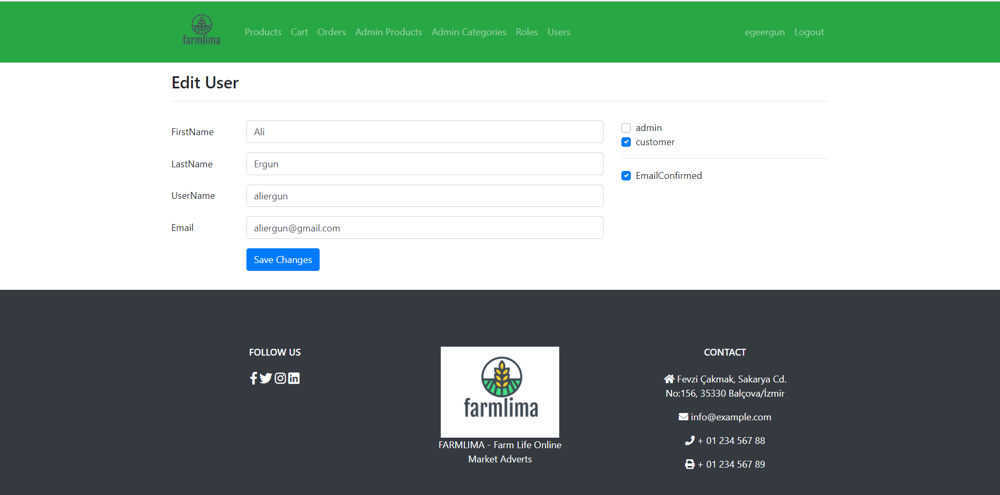 farmlima
Products Cart Orders Admin Products Admin Categories Roles Users egeergun Logout
Edit User
FirstName Ali
LastName Ergun
UserName aliergun
Email aliergun@gmail.com
Save Changes
admin
customer
EmailConfirmed
FOLLOW US
farmlima
FARMLIMA - Farm Life Online
Market Adverts
CONTACT
Fevzi Çakmak, Sakarya Cd.
No:156, 35330 Balçova/İzmir
info@example.com
+ 01 234 567 88
+ 01 234 567 89